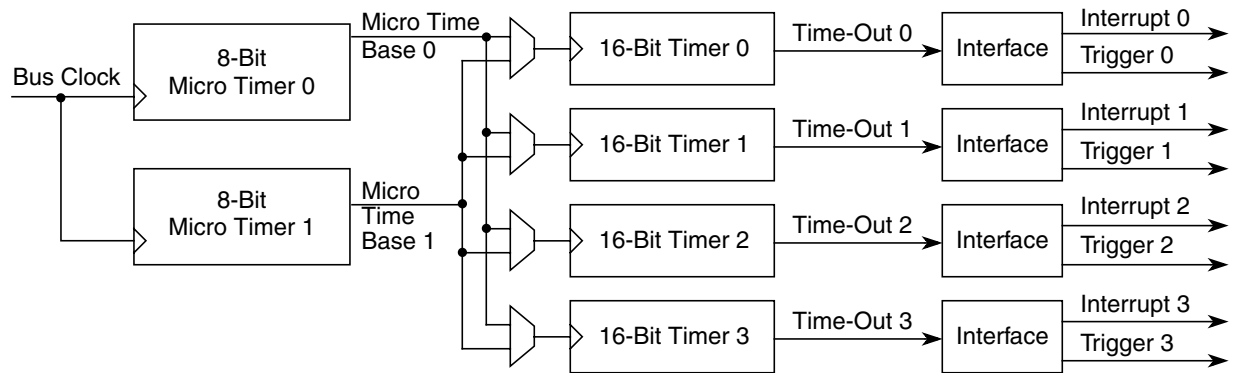 Bus Clock
8-Bit
Micro Timer 0
8-Bit
Micro Timer 1
Micro Time
Base 0
Micro
Time
Base 1
16-Bit Timer 0
Time-Out 0
Interface
Interrupt 0
Trigger 0
16-Bit Timer 1
Time-Out 1
Interface
Interrupt 1
Trigger 1
16-Bit Timer 2
Time-Out 2
Interface
Interrupt 2
Trigger 2
16-Bit Timer 3
Time-Out 3
Interface
Interrupt 3
Trigger 3